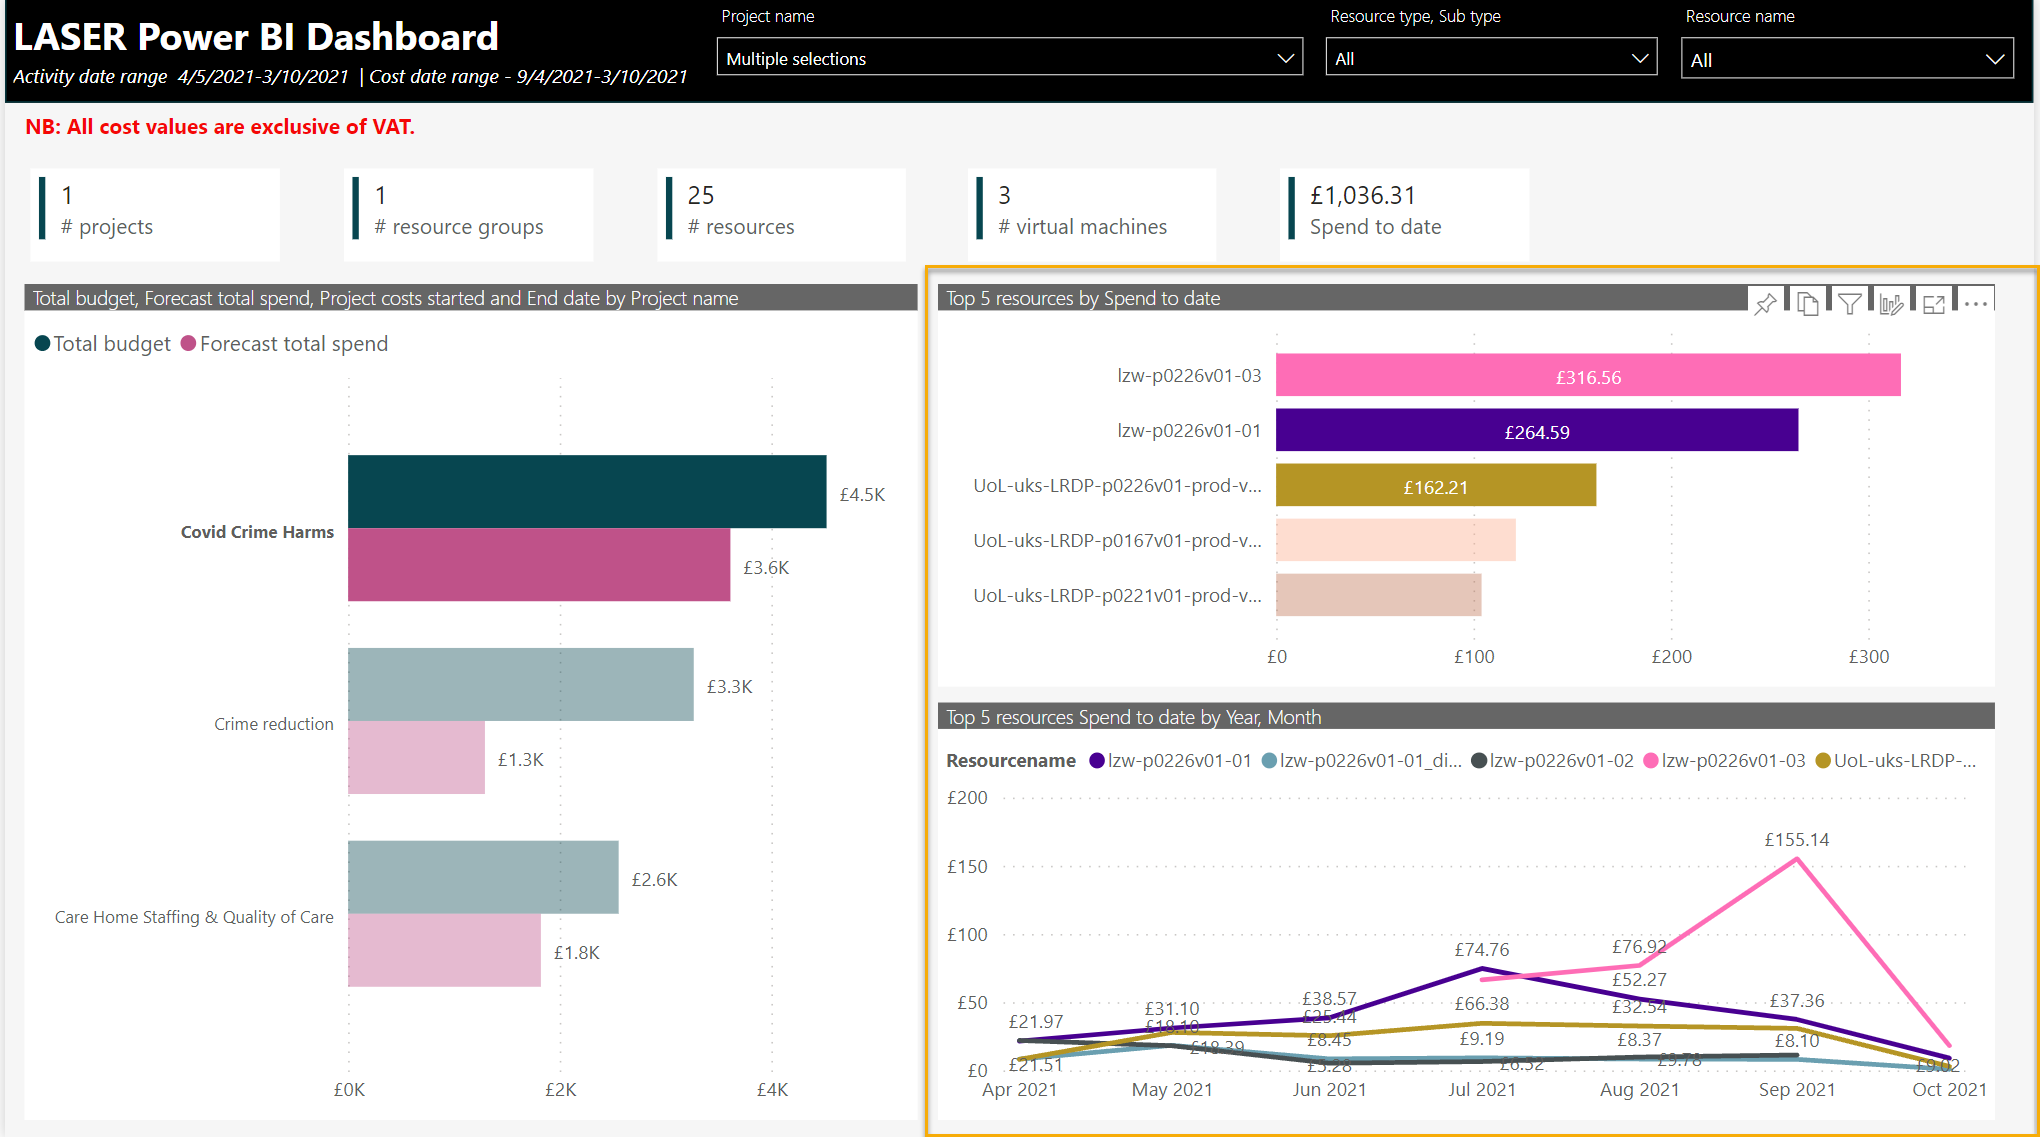 LASER Power BI Dashboard
Activity date range 4/5/2021-3/10/2021 | Cost date range - 9/4/2021-3/10/2021
Project name
Multiple selections
Resource type, Sub type
All
Resource name
All
NB: All cost values are exclusive of VAT.
1
# projects
1
# resource groups
25
# resources
3
# virtual machines
£1,036.31
Spend to date
Total budget, Forecast total spend, Project costs started and End date by Project name
Total budget Forecast total spend
Covid Crime Harms
£4.5K
£3.6K
Crime reduction
£3.3K
£1.3K
Care Home Staffing & Quality of Care
£2.6K
£1.8K
£0K £2K £4K
Top 5 resources by Spend to date
lzw-p0226v01-03 £316.56
lzw-p0226v01-01 £264.59
UoL-uks-LRDP-p0226v01-prod-v... £162.21
UoL-uks-LRDP-p0167v01-prod-v...
UoL-uks-LRDP-p0221v01-prod-v...
£0 £100 £200 £300
Top 5 resources Spend to date by Year, Month
Resourcename lzw-p0226v01-01 lzw-p0226v01-01_di... lzw-p0226v01-02 lzw-p0226v01-03 UoL-uks-LRDP-...
£200
£155.14
£150
£100
£74.76 £76.92
£52.27
£50
£21.97 £31.10 £38.57 £66.38 £32.54 £37.36
£18.10 £25.44
£18.39 £8.45 £9.19 £8.37 £8.10
£0
£21.51 £5.28 £6.52 £9.78 £9.02
Apr 2021 May 2021 Jun 2021 Jul 2021 Aug 2021 Sep 2021 Oct 2021